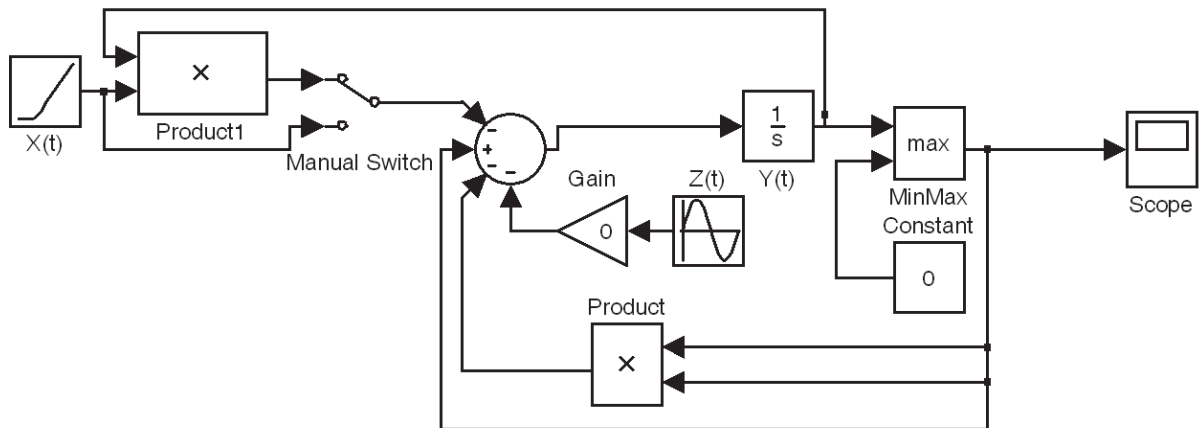 ×
Product1
X(t)
Manual Switch
-
+
-
-
Gain
0
Z(t)
1
s
Y(t)
max
MinMax
Constant
0
Scope
Product
×